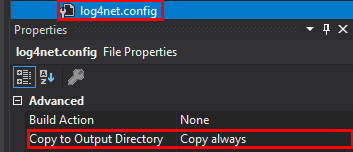 log4net.config
Properties
log4net.config File Properties
Advanced
Build Action None
Copy to Output Directory Copy always